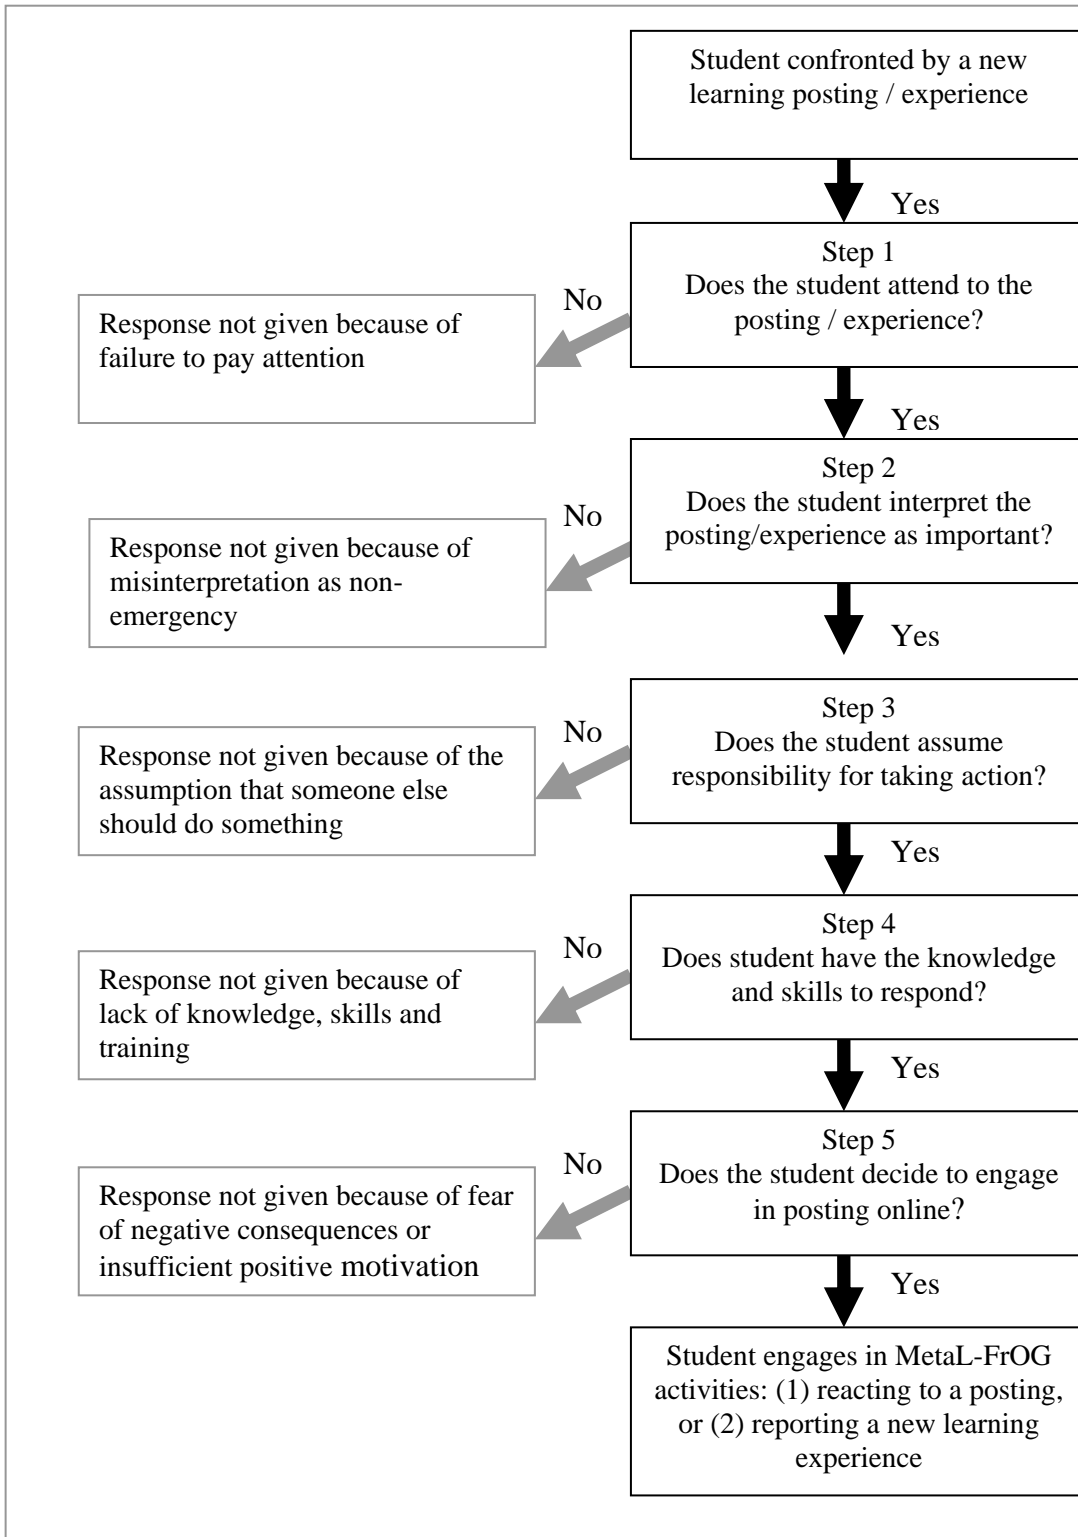 Student confronted by a new
learning posting / experience
Yes
Step 1
Does the student attend to the
posting / experience?
No
Response not given because of
failure to pay attention
Yes
Step 2
Does the student interpret the
posting/experience as important?
No
Response not given because of
misinterpretation as non-
emergency
Yes
Step 3
Does the student assume
responsibility for taking action?
No
Response not given because of the
assumption that someone else
should do something
Yes
Step 4
Does student have the knowledge
and skills to respond?
No
Response not given because of
lack of knowledge, skills and
training
Yes
Step 5
Does the student decide to engage
in posting online?
No
Response not given because of fear
of negative consequences or
insufficient positive motivation
Yes
Student engages in MetaL-FrOG
activities: (1) reacting to a posting,
or (2) reporting a new learning
experience